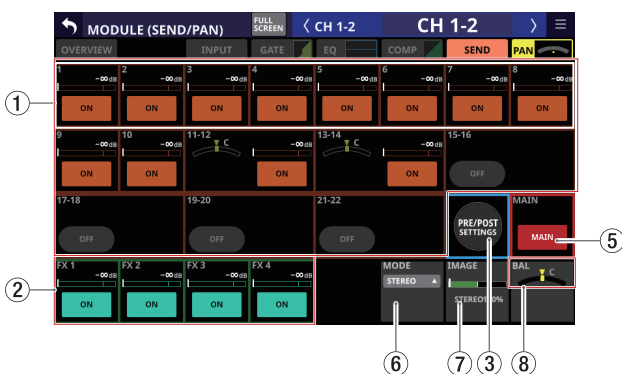 MODULE (SEND/PAN)
FULL SCREEN
CH 1-2
CH 1-2
OVERVIEW
INPUT
GATE
EQ
COMP
SEND
PAN
1 -∞dB
2 -∞dB
3 -∞dB
4 -∞dB
5 -∞dB
6 -∞dB
7 -∞dB
8 -∞dB
ON ON ON ON ON ON ON ON
1
9 -∞dB
10 -∞dB
11-12 C -∞dB
13-14 C -∞dB
15-16
ON ON ON ON OFF
17-18
19-20
21-22
PRE/POST
SETTINGS
MAIN
OFF OFF OFF
MAIN
5
FX 1 -∞dB
FX 2 -∞dB
FX 3 -∞dB
FX 4 -∞dB
MODE
IMAGE
BAL
C
STEREO
2
ON ON ON ON
6 7 3 8